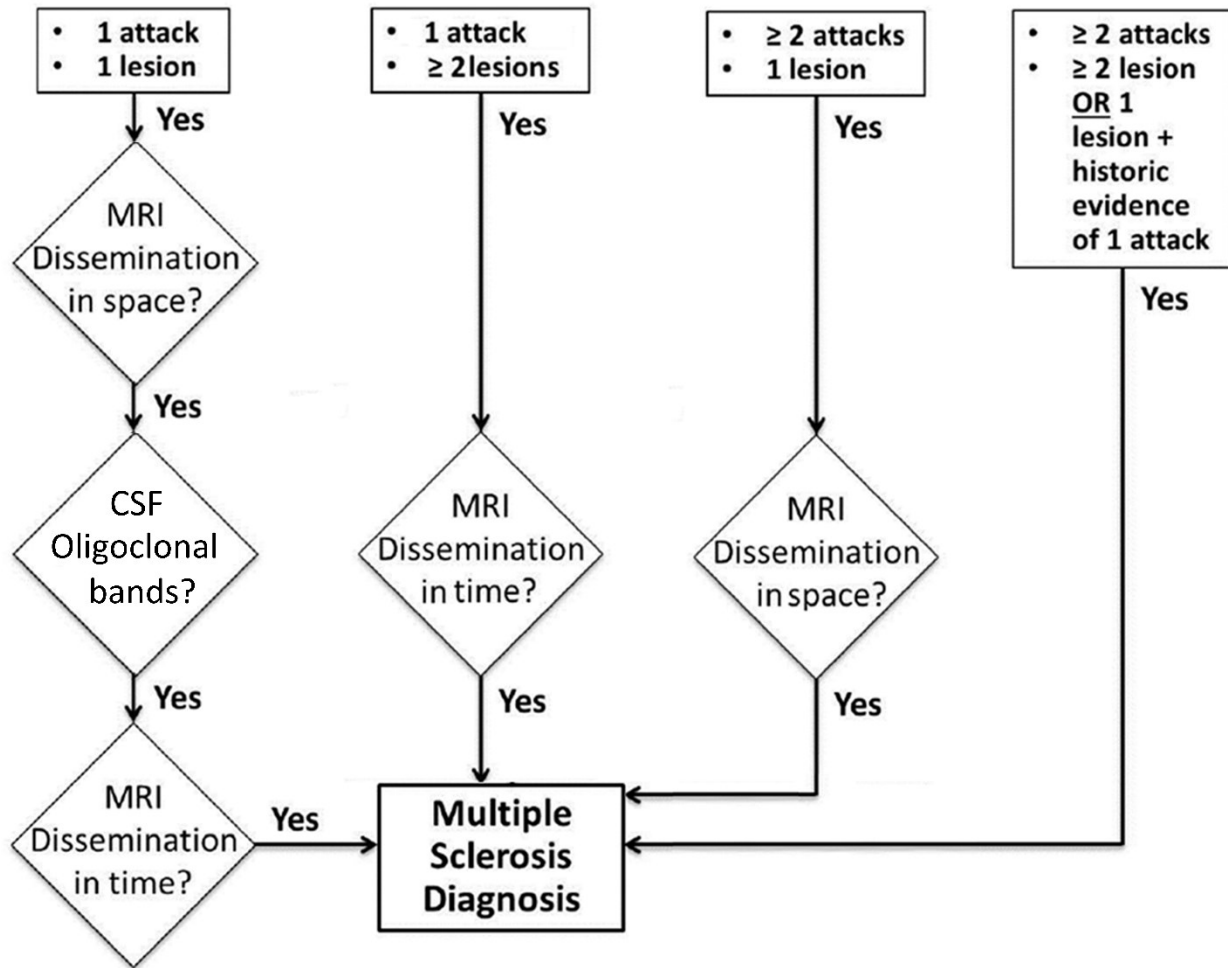 • 1 attack
• 1 lesion
Yes
MRI
Dissemination
in space?
Yes
CSF
Oligoclonal
bands?
Yes
MRI
Dissemination
in time?
Yes
• 1 attack
• ≥ 2lesions
Yes
MRI
Dissemination
in time?
Yes
• ≥ 2 attacks
• 1 lesion
Yes
MRI
Dissemination
in space?
Yes
• ≥ 2 attacks
• ≥ 2 lesion
OR 1
lesion +
historic
evidence
of 1 attack
Yes
Multiple
Sclerosis
Diagnosis